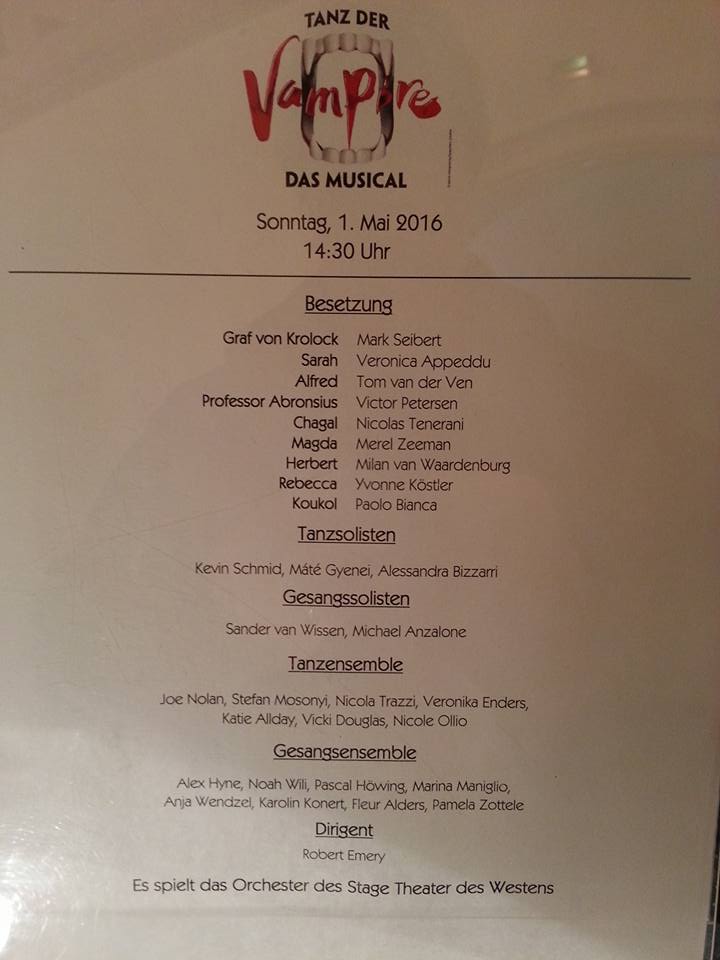 TANZ DER
Vampire
DAS MUSICAL
Sonntag, 1. Mai 2016
14:30 Uhr
Besetzung
Graf von Krolock Mark Seibert
Sarah Veronica Appeddu
Alfred Tom van der Ven
Professor Abronsius Victor Petersen
Chagal Nicolas Tenerani
Magda Merel Zeeman
Herbert Milan van Waardenburg
Rebecca Yvonne Köstler
Koukol Paolo Bianca
Tanzsolisten
Kevin Schmid, Máté Gyenei, Alessandra Bizzarri
Gesangssolisten
Sander van Wissen, Michael Anzalone
Tanzensemble
Joe Nolan, Stefan Mosonyi, Nicola Trazzi, Veronika Enders,
Katie Allday, Vicki Douglas, Nicole Ollio
Gesangsensemble
Alex Hyne, Noah Wili, Pascal Höwing, Marina Maniglio,
Anja Wendzel, Karolin Konert, Fleur Alders, Pamela Zottele
Dirigent
Robert Emery
Es spielt das Orchester des Stage Theater des Westens